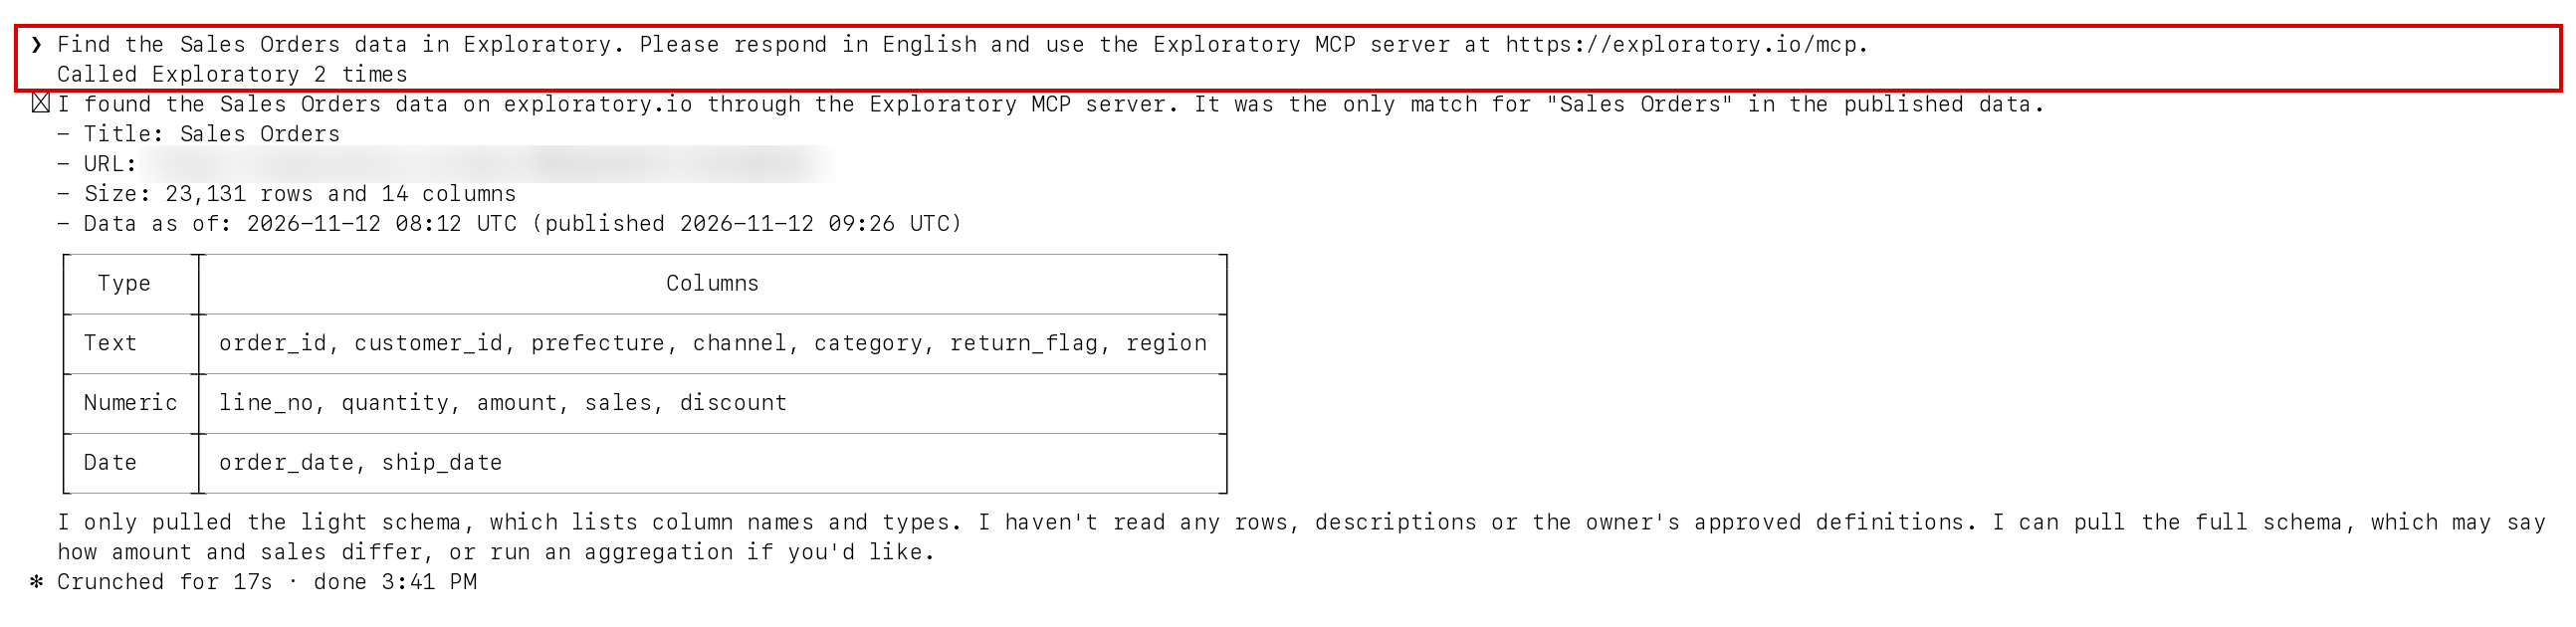 ❯ Find the Sales Orders data in Exploratory. Please respond in English and use the Exploratory MCP server at https://exploratory.io/mcp.
Called Exploratory 2 times
I found the Sales Orders data on exploratory.io through the Exploratory MCP server. It was the only match for "Sales Orders" in the published data.
– Title: Sales Orders
– URL:
– Size: 23,131 rows and 14 columns
– Data as of: 2026–11–12 08:12 UTC (published 2026–11–12 09:26 UTC)
Type Columns
Text order_id, customer_id, prefecture, channel, category, return_flag, region
Numeric line_no, quantity, amount, sales, discount
Date order_date, ship_date
I only pulled the light schema, which lists column names and types. I haven't read any rows, descriptions or the owner's approved definitions. I can pull the full schema, which may say
how amount and sales differ, or run an aggregation if you'd like.
✻ Crunched for 17s · done 3:41 PM